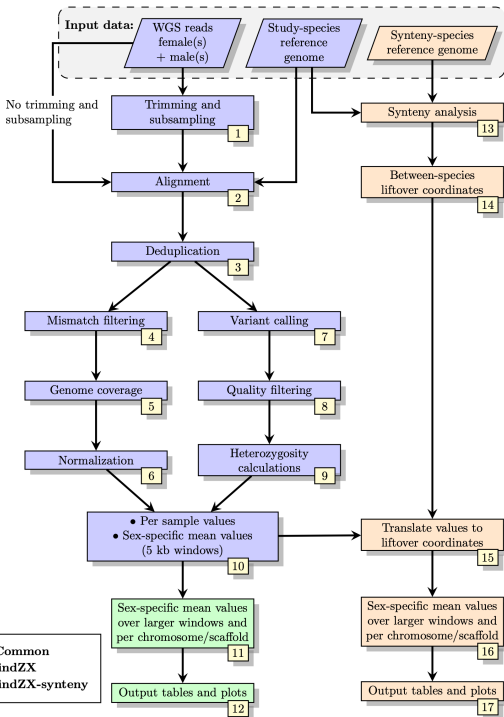 Input data:
WGS reads
female(s)
+ male(s)
Study-species
reference
genome
Synteny-species
reference genome
No trimming and
subsampling
Trimming and
subsampling
1
Synteny analysis
13
Alignment
2
Between-species
liftover coordinates
14
Deduplication
3
Mismatch filtering
4
Variant calling
7
Genome coverage
5
Quality filtering
8
Normalization
6
Heterozygosity
calculations
9
• Per sample values
• Sex-specific mean values
(5 kb windows)
10
Translate values to
liftover coordinates
15
Sex-specific mean values
over larger windows and
per chromosome/scaffold
11
Sex-specific mean values
over larger windows and
per chromosome/scaffold
16
Output tables and plots
12
Output tables and plots
17
Common
indZX
indZX-synteny